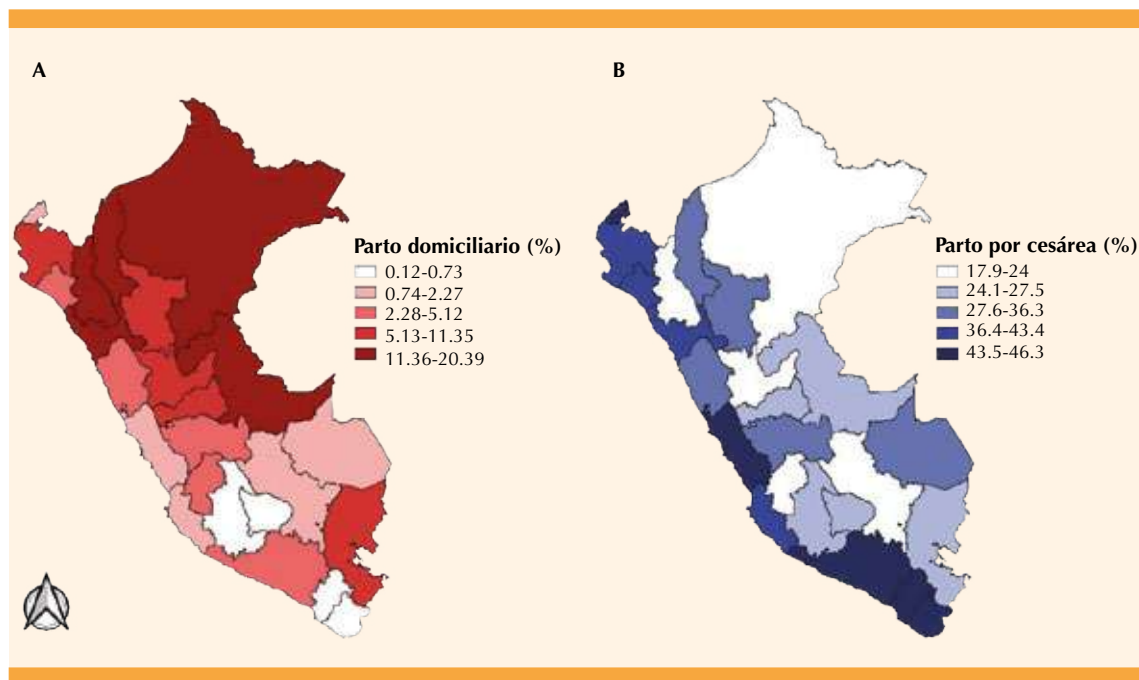 A
Parto domiciliario (%)
0.12-0.73
0.74-2.27
2.28-5.12
5.13-11.35
11.36-20.39
B
Parto por cesárea (%)
17.9-24
24.1-27.5
27.6-36.3
36.4-43.4
43.5-46.3